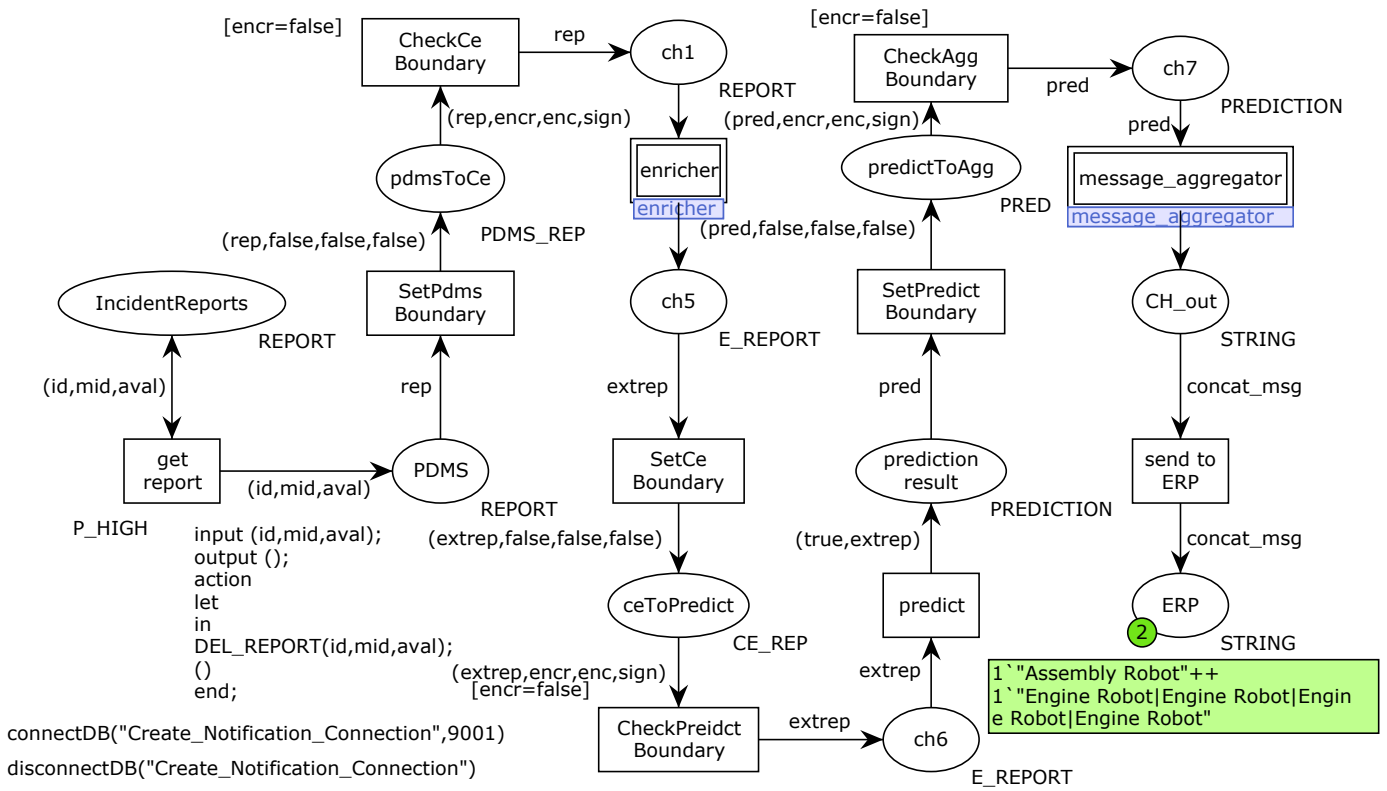 [encr=false]
CheckCe
Boundary
rep
ch1
REPORT
(rep,encr,enc,sign)
pdmsToCe
PDMS_REP
(rep,false,false,false)
SetPdms
Boundary
IncidentReports
REPORT
(id,mid,aval)
rep
get
report
(id,mid,aval)
PDMS
REPORT
P_HIGH
input (id,mid,aval);
output ();
action
let
in
DEL_REPORT(id,mid,aval);
()
end;
connectDB("Create_Notification_Connection",9001)
disconnectDB("Create_Notification_Connection")
enricher
enricher
ch5
E_REPORT
extrep
SetCe
Boundary
(extrep,false,false,false)
ceToPredict
CE_REP
(extrep,encr,enc,sign)
[encr=false]
CheckPreidct
Boundary
extrep
ch6
E_REPORT
extrep
predict
(true,extrep)
prediction
result
PREDICTION
pred
SetPredict
Boundary
(pred,false,false,false)
predictToAgg
PRED
(pred,encr,enc,sign)
[encr=false]
CheckAgg
Boundary
pred
ch7
PREDICTION
pred
message_aggregator
message_aggregator
CH_out
STRING
concat_msg
send to
ERP
concat_msg
ERP
2
STRING
1`"Assembly Robot"++
1`"Engine Robot|Engine Robot|Engin
e Robot|Engine Robot"